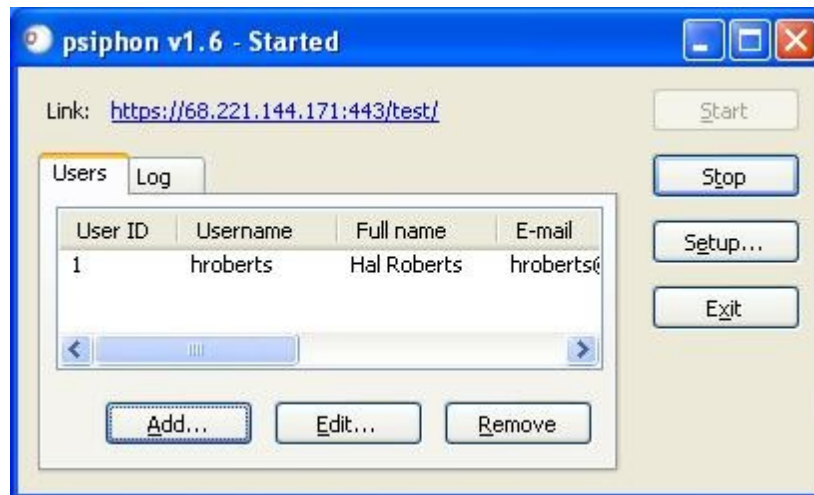 psiphon v1.6 - Started
Link: https://68.221.144.171:443/test/
Start
Users Log
Stop
User ID Username Full name E-mail
Setup...
1 hroberts Hal Roberts hroberts@
Exit
Add... Edit... Remove